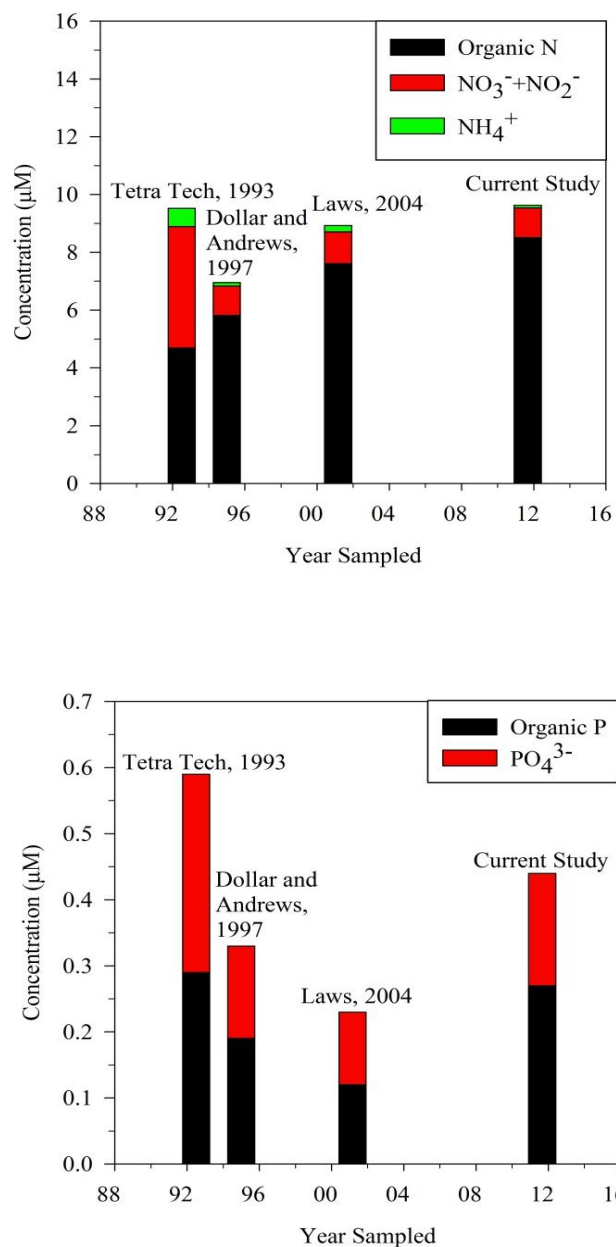 16
14
12
10
8
6
4
2
0
Concentration (μM)
Organic N
NO₃⁻+NO₂⁻
NH₄⁺
Tetra Tech, 1993
Dollar and
Andrews,
1997
Laws, 2004
Current Study
88 92 96 00 04 08 12 16
Year Sampled
0.7
0.6
0.5
0.4
0.3
0.2
0.1
0.0
Concentration (μM)
Organic P
PO₄³⁻
Tetra Tech, 1993
Dollar and
Andrews,
1997
Laws, 2004
Current Study
88 92 96 00 04 08 12 16
Year Sampled